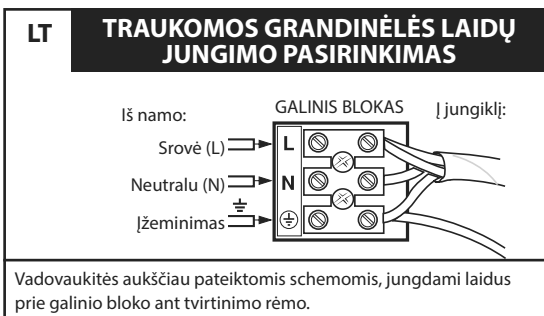 LT
TRAUKOMOS GRANDINĖLĖS LAIDŲ
JUNGIMO PASIRINKIMAS
Iš namo:
GALINIS BLOKAS
Į jungiklį:
Srovė (L)
L
Neutralu (N)
N
Įžeminimas
Vadovaukitės aukščiau pateiktomis schemomis, jungdami laidus
prie galinio bloko ant tvirtinimo rėmo.